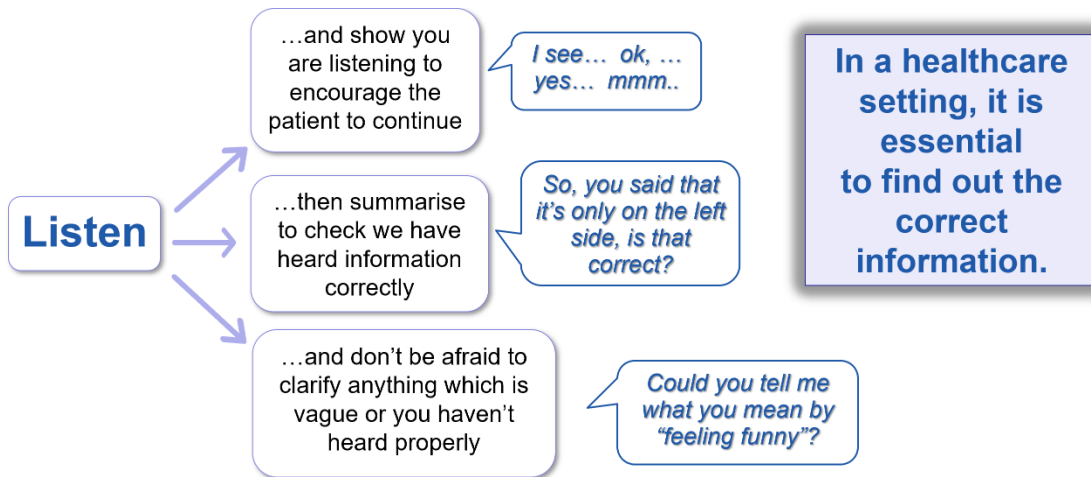 Listen
…and show you
are listening to
encourage the
patient to continue
I see… ok, …
yes… mmm..
…then summarise
to check we have
heard information
correctly
So, you said that
it’s only on the left
side, is that
correct?
…and don’t be afraid to
clarify anything which is
vague or you haven’t
heard properly
Could you tell me
what you mean by
“feeling funny”?
In a healthcare
setting, it is
essential
to find out the
correct
information.